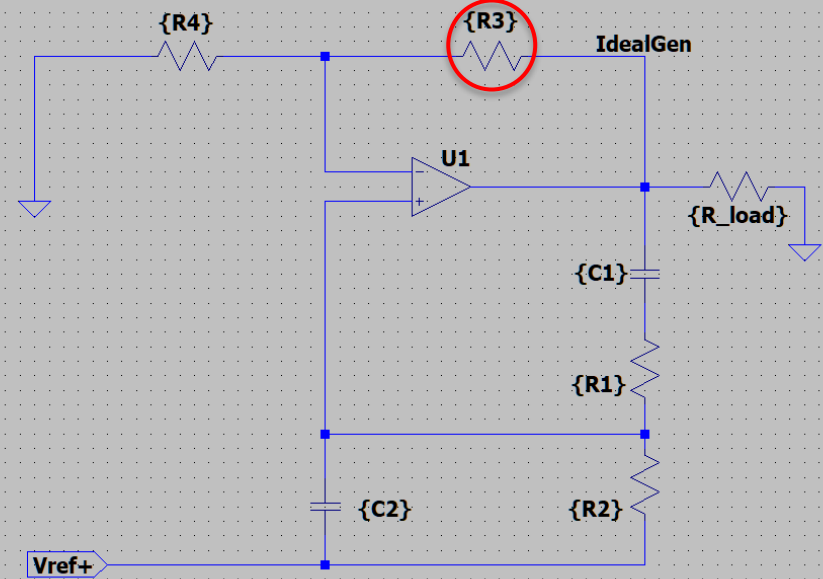 {R4}
{R3}
IdealGen
U1
{R_load}
{C1}
{R1}
{C2}
{R2}
Vref+